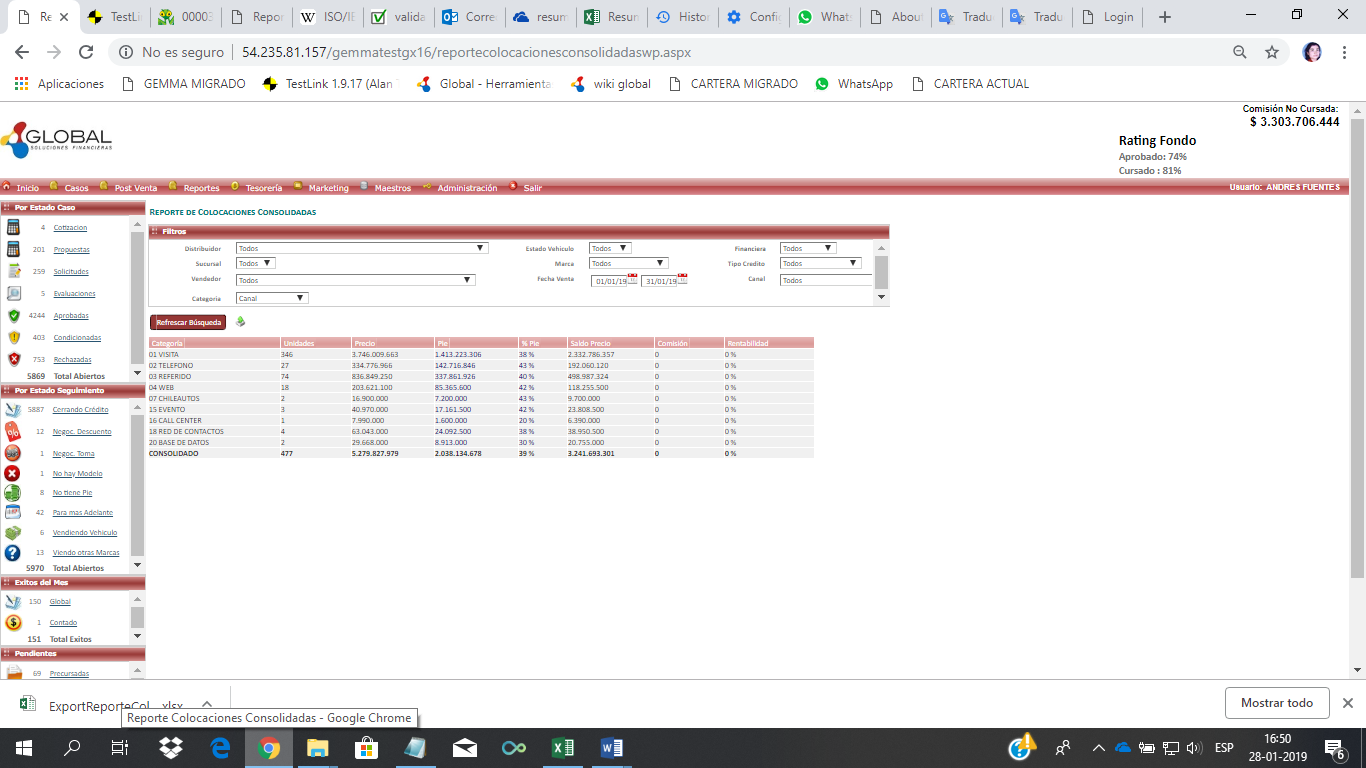 Re
TestLin
00003
Repor
ISO/IE
valida
Corre
resum
Resun
Histor
Config
Whats
About
Tradu
Tradu
Login
No es seguro | 54.235.81.157/gemmatestgx16/reportecolocacionesconsolidadaswp.aspx
Aplicaciones GEMMA MIGRADO TestLink 1.9.17 (Alan Global - Herramienta: wiki global CARTERA MIGRADO WhatsApp CARTERA ACTUAL
Comisión No Cursada:
$ 3.303.706.444
GLOBAL
SOLUCIONES FINANCIERAS
Rating Fondo
Aprobado: 74%
Cursado : 81%
Inicio Casos Post Venta Reportes Tesorería Marketing Maestros Administración Salir Usuario: ANDRES FUENTES
Por Estado Caso
4 Cotizacion
201 Propuestas
259 Solicitudes
5 Evaluaciones
4244 Aprobadas
403 Condicionadas
753 Rechazadas
5869 Total Abiertos
Por Estado Seguimiento
5887 Cerrando Crédito
12 Negoc. Descuento
1 Negoc. Toma
1 No hay Modelo
8 No tiene Pie
42 Para mas Adelante
6 Vendiendo Vehiculo
13 Viendo otras Marcas
5970 Total Abiertos
Exitos del Mes
150 Global
1 Contado
151 Total Exitos
Pendientes
69 Precursadas
REPORTE DE COLOCACIONES CONSOLIDADAS
Filtros
Distribuidor Todos Estado Vehiculo Todos Financiera Todos
Sucursal Todos Marca Todos Tipo Credito Todos
Vendedor Todos Fecha Venta 01/01/19 31/01/19 Canal Todos
Categoria Canal
Refrescar Búsqueda
Categoría Unidades Precio Pie % Pie Saldo Precio Comisión Rentabilidad
01 VISITA 346 3.746.009.663 1.413.223.306 38 % 2.332.786.357 0 0 %
02 TELEFONO 27 334.776.966 142.716.846 43 % 192.060.120 0 0 %
03 REFERIDO 74 836.849.250 337.861.926 40 % 498.987.324 0 0 %
04 WEB 18 203.621.100 85.365.600 42 % 118.255.500 0 0 %
07 CHILEAUTOS 2 16.900.000 7.200.000 43 % 9.700.000 0 0 %
15 EVENTO 3 40.970.000 17.161.500 42 % 23.808.500 0 0 %
16 CALL CENTER 1 7.990.000 1.600.000 20 % 6.390.000 0 0 %
18 RED DE CONTACTOS 4 63.043.000 24.092.500 38 % 38.950.500 0 0 %
20 BASE DE DATOS 2 29.668.000 8.913.000 30 % 20.755.000 0 0 %
CONSOLIDADO 477 5.279.827.979 2.038.134.678 39 % 3.241.693.301 0 0 %
ExportReporteCol....xlsx
Mostrar todo
Reporte Colocaciones Consolidadas - Google Chrome
ESP
16:50
28-01-2019
6